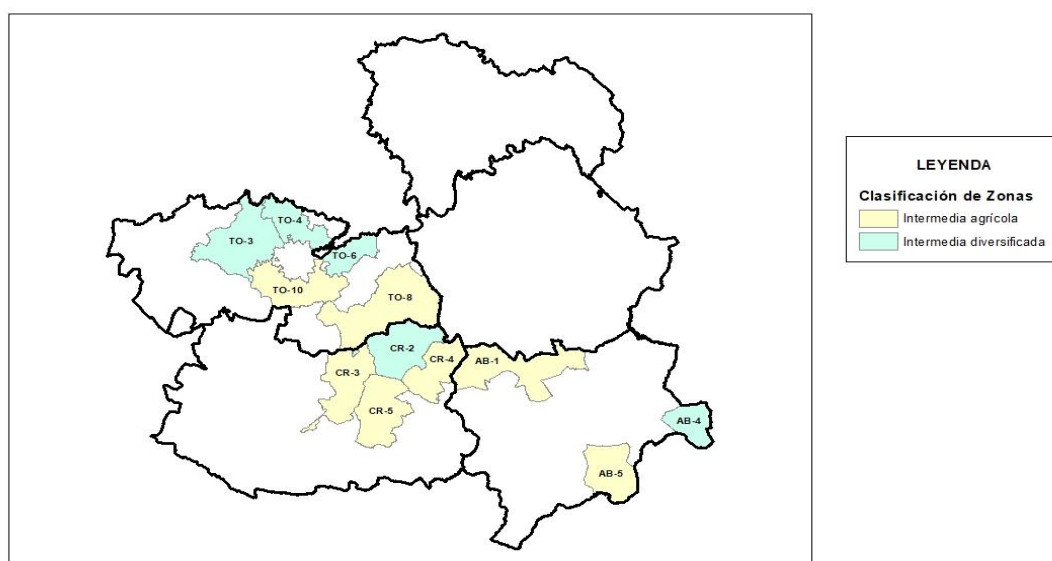 TO-4
TO-3
TO-6
TO-10
TO-8
CR-2
CR-3
CR-4
AB-1
CR-5
AB-4
AB-5
LEYENDA
Clasificación de Zonas
Intermedia agrícola
Intermedia diversificada